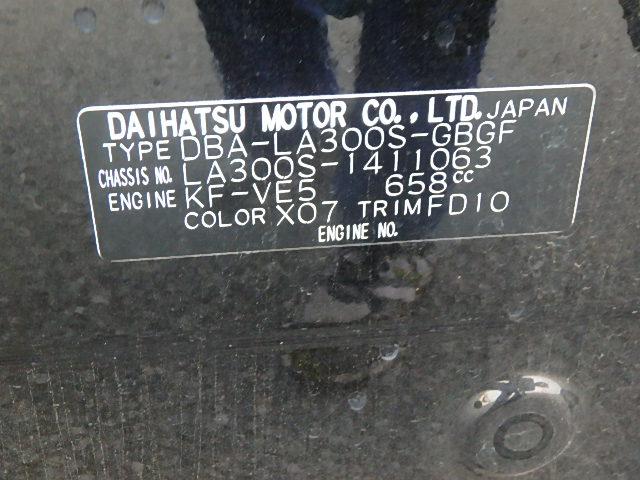 DAIHATSU MOTOR CO., LTD. JAPAN
TYPE DBA-LA300S-GBGF
CHASSIS NO. LA300S-1411063
ENGINE KF-VE5 658cc
COLOR X07 TRIM FD10
ENGINE NO.